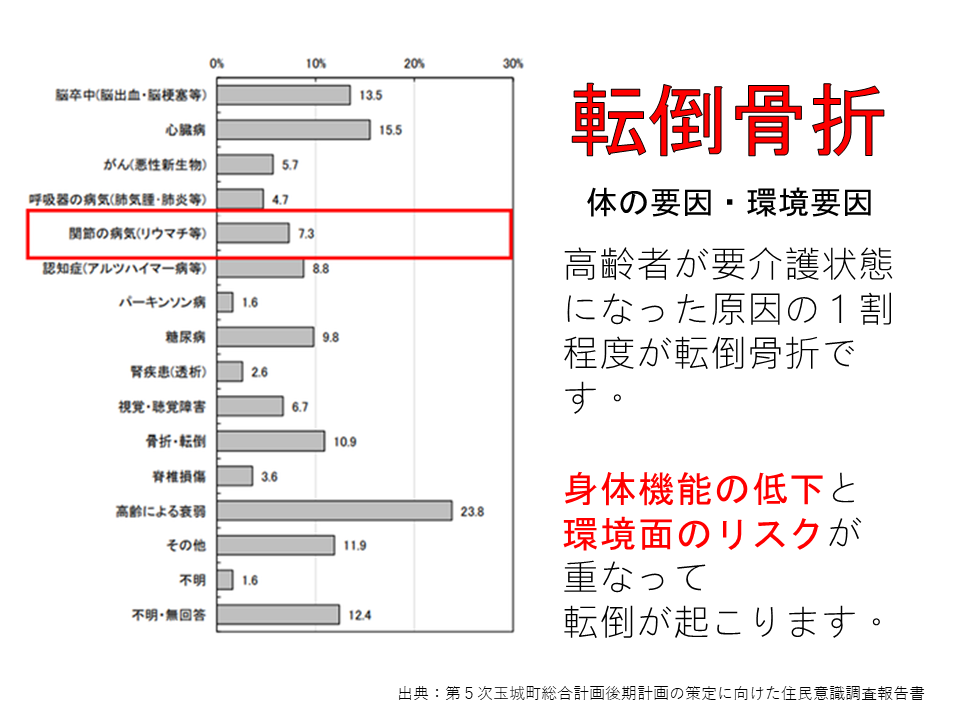 0% 10% 20% 30%
脳卒中(脳出血・脳梗塞等) 13.5
心臓病 15.5
がん(悪性新生物) 5.7
呼吸器の病気(肺気腫・肺炎等) 4.7
関節の病気(リウマチ等) 7.3
認知症(アルツハイマー病等) 8.8
パーキンソン病 1.6
糖尿病 9.8
腎疾患(透析) 2.6
視覚・聴覚障害 6.7
骨折・転倒 10.9
脊椎損傷 3.6
高齢による衰弱 23.8
その他 11.9
不明 1.6
不明・無回答 12.4
転倒骨折
体の要因・環境要因
高齢者が要介護状態
になった原因の１割
程度が転倒骨折で
す。
身体機能の低下と
環境面のリスクが
重なって
転倒が起こります。
出典：第５次玉城町総合計画後期計画の策定に向けた住民意識調査報告書